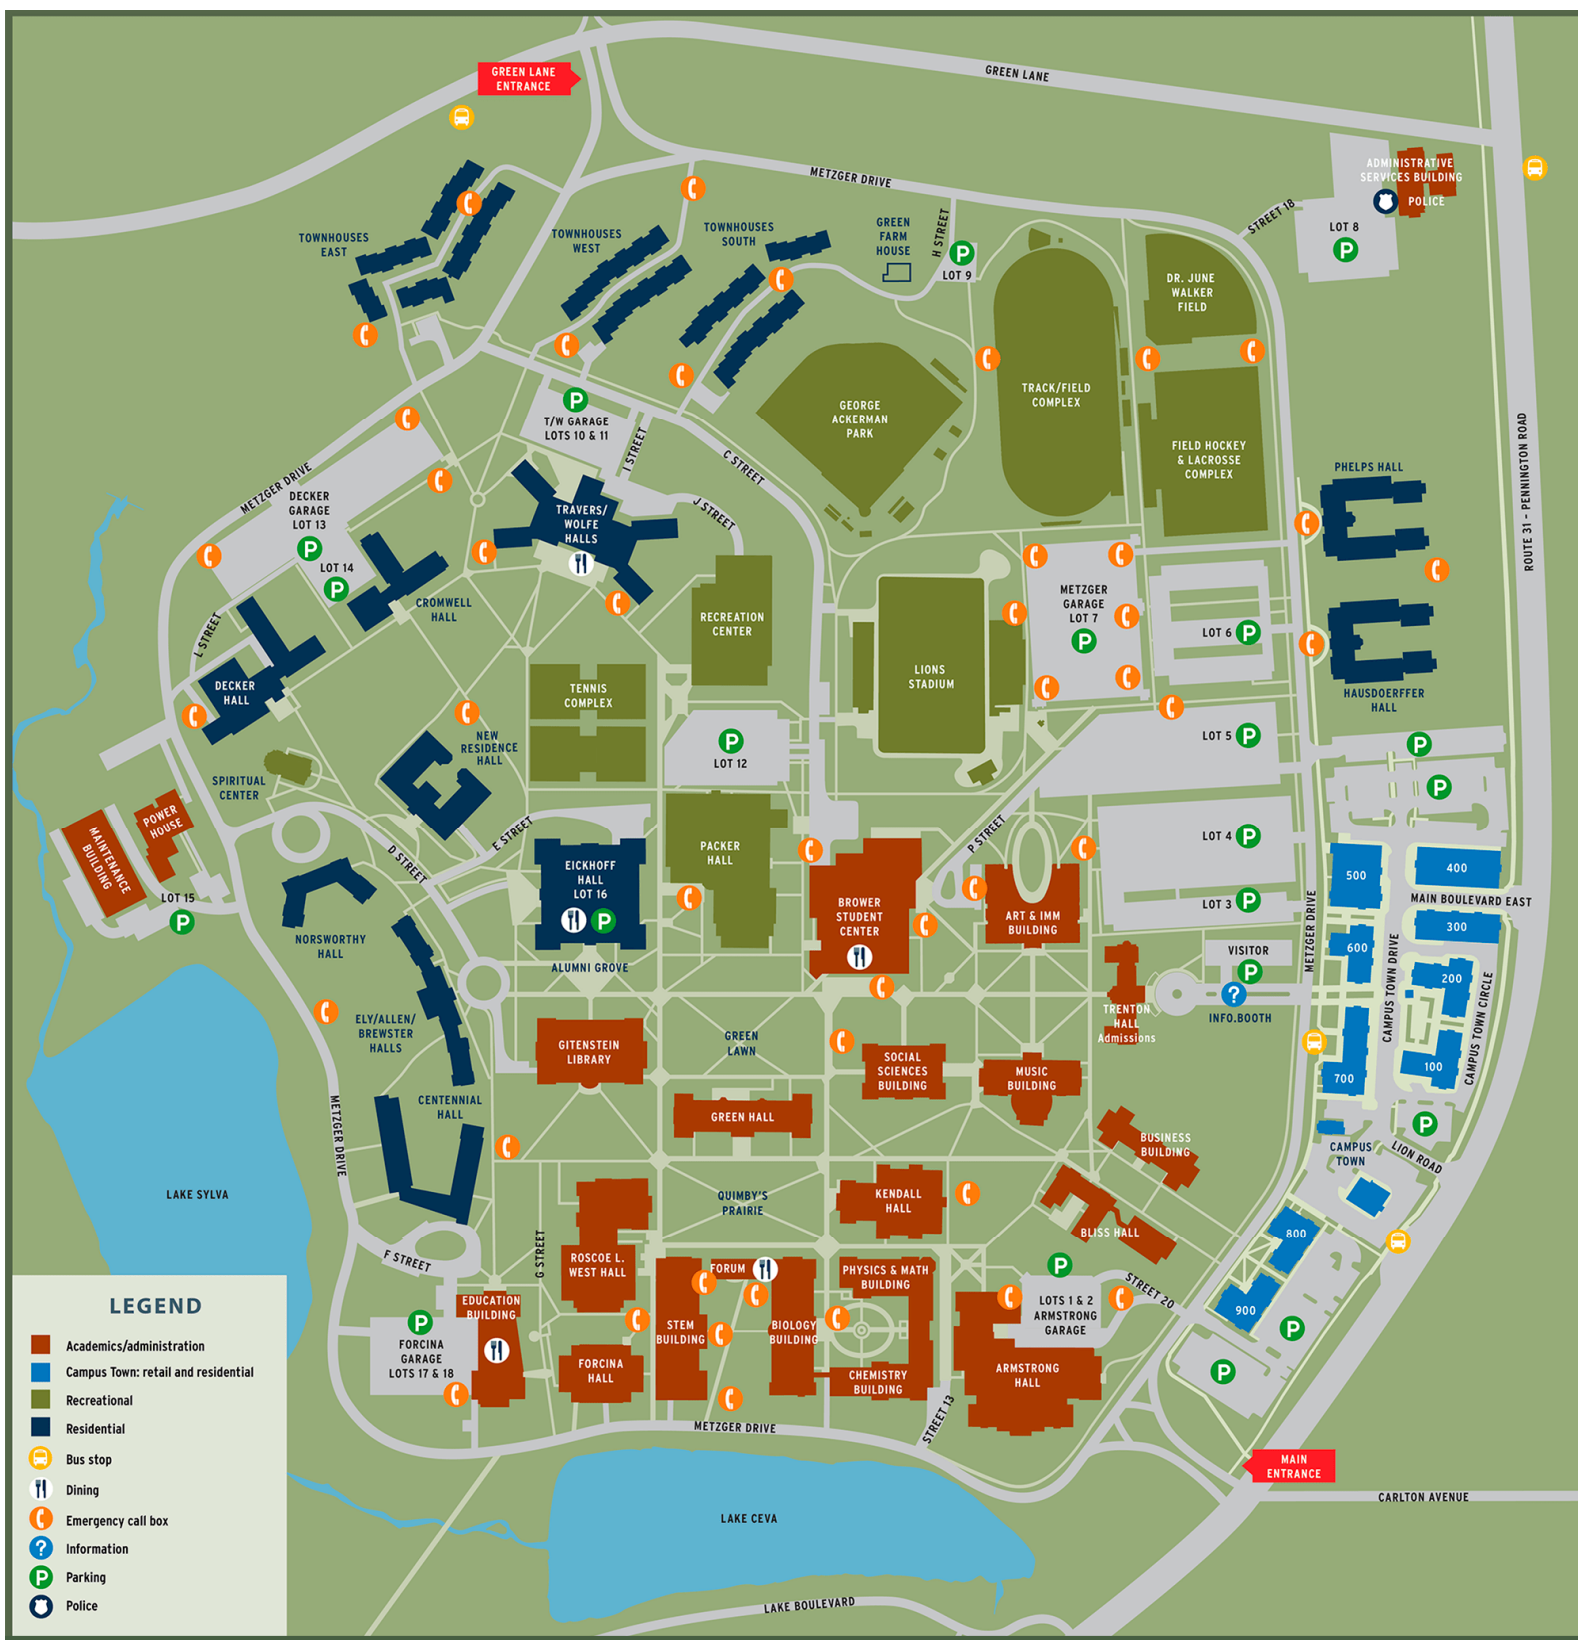 GREEN LANE
ENTRANCE
GREEN LANE
METZGER DRIVE
ADMINISTRATIVE
SERVICES BUILDING
POLICE
STREET 18
LOT 8
P
TOWNHOUSES
EAST
TOWNHOUSES
WEST
TOWNHOUSES
SOUTH
GREEN
FARM
HOUSE
H STREET
P
LOT 9
DR. JUNE
WALKER
FIELD
TRACK/FIELD
COMPLEX
GEORGE
ACKERMAN
PARK
FIELD HOCKEY
& LACROSSE
COMPLEX
P
T/W GARAGE
LOTS 10 & 11
I STREET
C STREET
J STREET
METZGER DRIVE
DECKER
GARAGE
LOT 13
P
LOT 14
P
TRAVERS/
WOLFE
HALLS
CROMWELL
HALL
L STREET
DECKER
HALL
RECREATION
CENTER
METZGER
GARAGE
LOT 7
P
LOT 6
P
PHELPS HALL
HAUSDOERFFER
HALL
ROUTE 31 - PENNINGTON ROAD
LIONS
STADIUM
TENNIS
COMPLEX
NEW
RESIDENCE
HALL
SPIRITUAL
CENTER
P
LOT 12
LOT 5
P
P
P
MAINTENANCE
BUILDING
POWER
HOUSE
LOT 15
P
D STREET
E STREET
EICKHOFF
HALL
LOT 16
P
PACKER
HALL
P STREET
LOT 4
P
LOT 3
P
BROWER
STUDENT
CENTER
ART & IMM
BUILDING
500
400
MAIN BOULEVARD EAST
300
600
200
METZGER DRIVE
CAMPUS TOWN DRIVE
CAMPUS TOWN CIRCLE
NORSWORTHY
HALL
ALUMNI GROVE
VISITOR
P
?
INFO.BOOTH
TRENTON
HALL
Admissions
ELY/ALLEN/
BREWSTER
HALLS
GITENSTEIN
LIBRARY
GREEN
LAWN
SOCIAL
SCIENCES
BUILDING
MUSIC
BUILDING
700
100
P
CENTENNIAL
HALL
GREEN HALL
BUSINESS
BUILDING
CAMPUS
TOWN
LION ROAD
METZGER DRIVE
LAKE SYLVA
QUIMBY'S
PRAIRIE
KENDALL
HALL
BLISS HALL
800
900
P
P
F STREET
G STREET
ROSCOE L.
WEST HALL
FORUM
PHYSICS & MATH
BUILDING
P
LOTS 1 & 2
ARMSTRONG
GARAGE
STREET 20
EDUCATION
BUILDING
P
FORCINA
GARAGE
LOTS 17 & 18
FORCINA
HALL
STEM
BUILDING
BIOLOGY
BUILDING
CHEMISTRY
BUILDING
ARMSTRONG
HALL
STREET 13
METZGER DRIVE
MAIN
ENTRANCE
CARLTON AVENUE
LAKE CEVA
LAKE BOULEVARD
LEGEND
Academics/administration
Campus Town: retail and residential
Recreational
Residential
Bus stop
Dining
Emergency call box
? Information
P Parking
Police